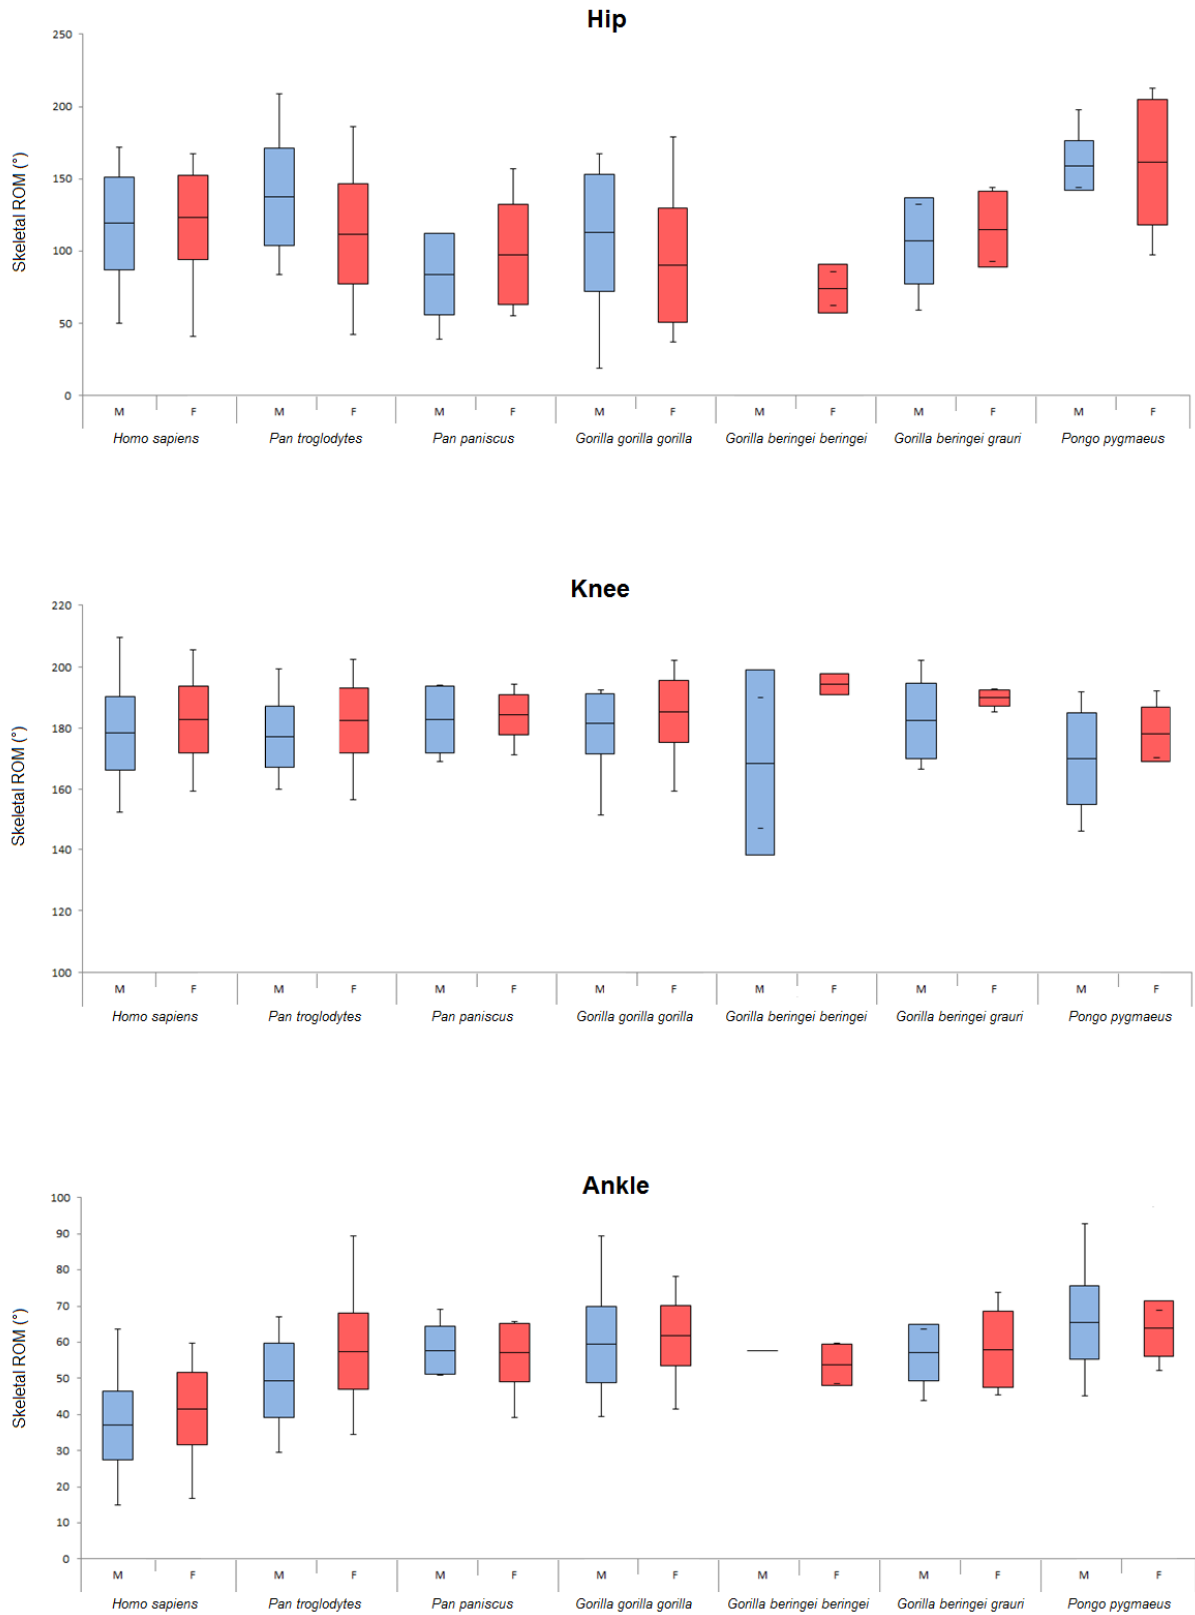 Hip
250
200
150
100
50
0
Skeletal ROM (°)
M F M F M F M F M F M F M F
Homo sapiens Pan troglodytes Pan paniscus Gorilla gorilla gorilla Gorilla beringei beringei Gorilla beringei grauri Pongo pygmaeus
Knee
220
200
180
160
140
120
100
Skeletal ROM (°)
M F M F M F M F M F M F M F
Homo sapiens Pan troglodytes Pan paniscus Gorilla gorilla gorilla Gorilla beringei beringei Gorilla beringei grauri Pongo pygmaeus
Ankle
100
90
80
70
60
50
40
30
20
10
0
Skeletal ROM (°)
M F M F M F M F M F M F M F
Homo sapiens Pan troglodytes Pan paniscus Gorilla gorilla gorilla Gorilla beringei beringei Gorilla beringei grauri Pongo pygmaeus